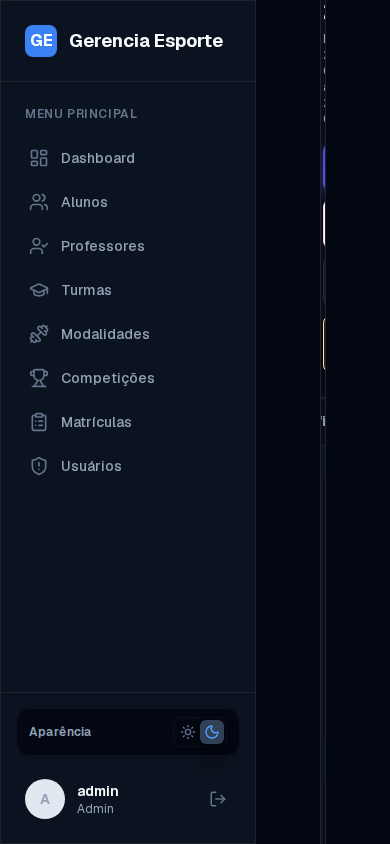 GE Gerencia Esporte
MENU PRINCIPAL
Dashboard
Alunos
Professores
Turmas
Modalidades
Competições
Matrículas
Usuários
Aparência
A
admin
Admin